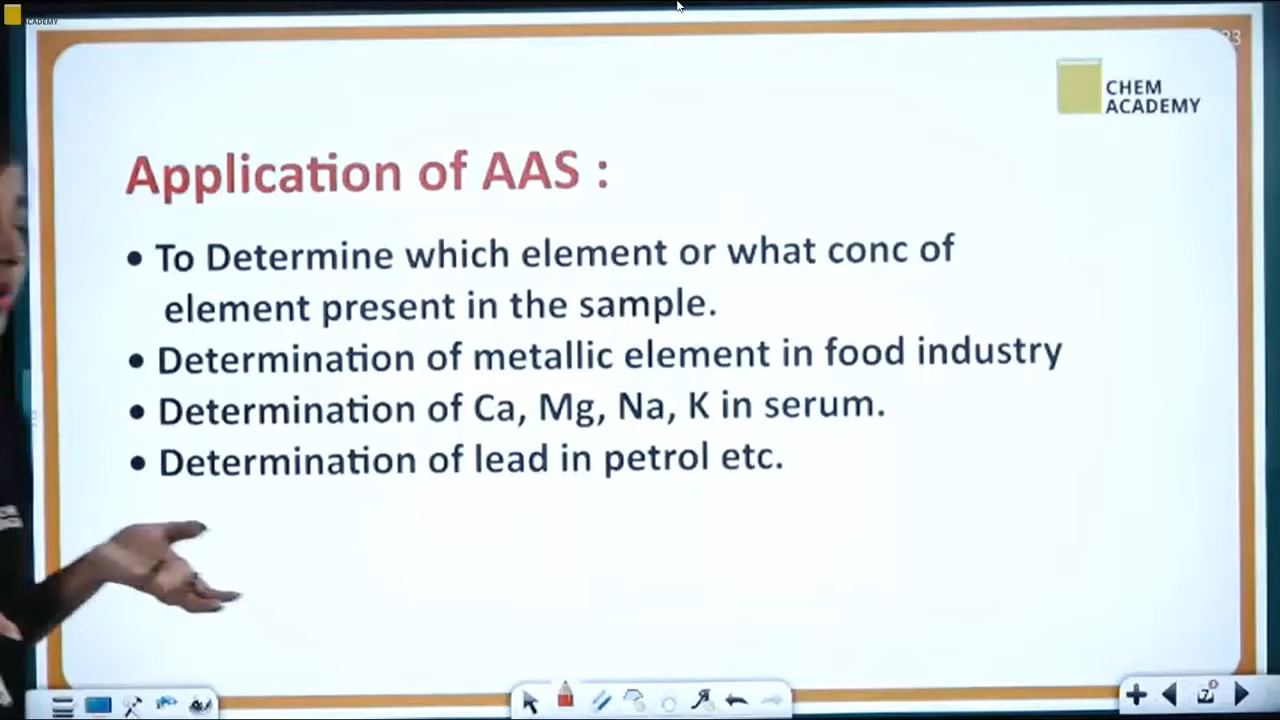 ACADEMY
33
CHEM
ACADEMY
Application of AAS :
• To Determine which element or what conc of
element present in the sample.
• Determination of metallic element in food industry
• Determination of Ca, Mg, Na, K in serum.
• Determination of lead in petrol etc.